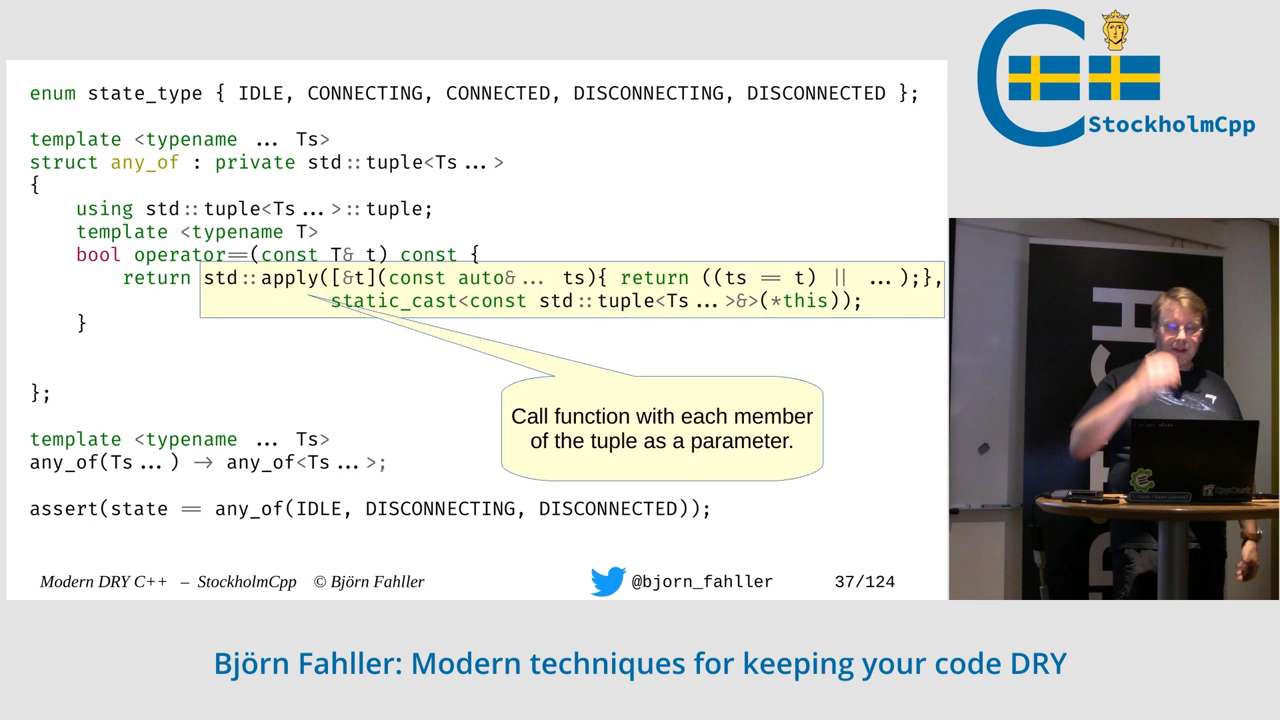 enum state_type { IDLE, CONNECTING, CONNECTED, DISCONNECTING, DISCONNECTED };
template <typename ... Ts>
struct any_of : private std::tuple<Ts...>
{
using std::tuple<Ts...>::tuple;
template <typename T>
bool operator==(const T& t) const {
return std::apply([&t](const auto&... ts){ return ((ts == t) || ...);},
static_cast<const std::tuple<Ts...>&>(*this));
}
};
Call function with each member
of the tuple as a parameter.
template <typename ... Ts>
any_of(Ts...) -> any_of<Ts...>;
assert(state == any_of(IDLE, DISCONNECTING, DISCONNECTED));
Modern DRY C++ – StockholmCpp © Björn Fahller @bjorn_fahller 37/124
StockholmCpp
Björn Fahller: Modern techniques for keeping your code DRY